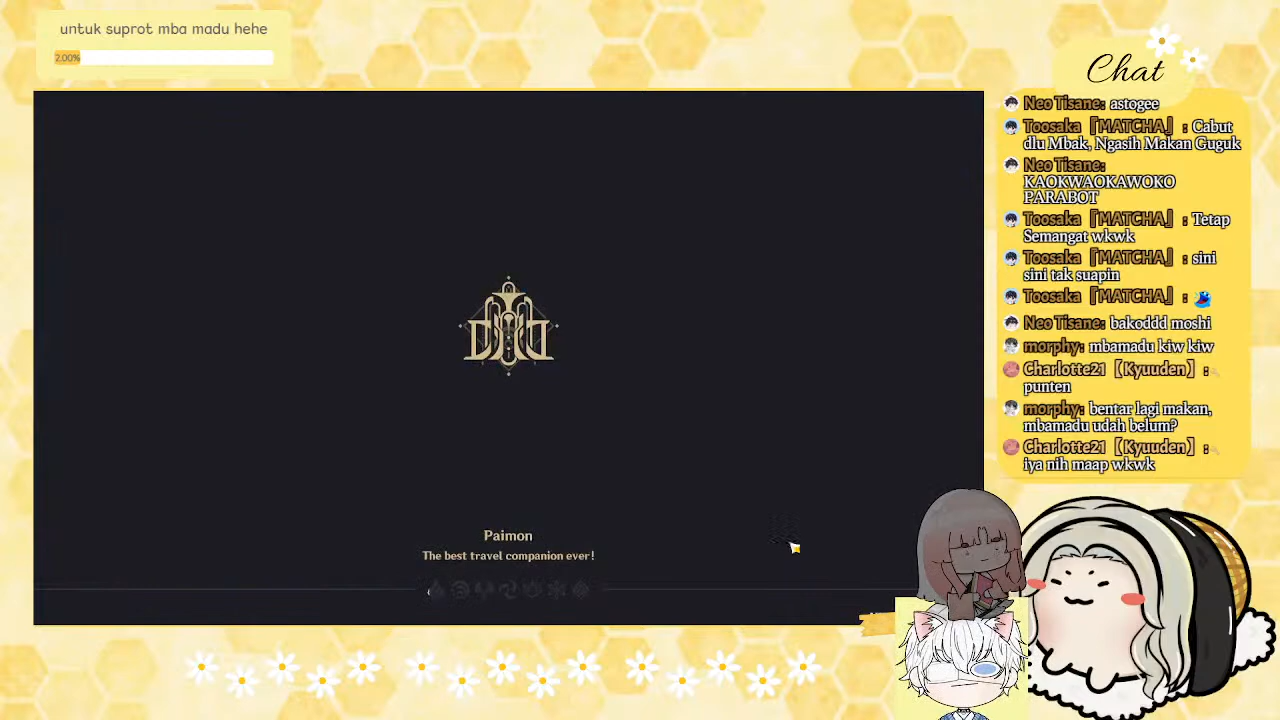 untuk suprot mba madu hehe
2.00%
Chat
Neo Tisane: astogee
Toosaka『MATCHA』: Cabut
dlu Mbak, Ngasih Makan Guguk
Neo Tisane:
KAOKWAOKAWOKO
PARABOT
Toosaka『MATCHA』: Tetap
Semangat wkwk
Toosaka『MATCHA』: sini
sini tak suapin
Toosaka『MATCHA』:
Neo Tisane: bakoddd moshi
morphy: mbamadu kiw kiw
Charlotte21【Kyuuden】:
punten
morphy: bentar lagi makan,
mbamadu udah belum?
Charlotte21【Kyuuden】:
iya nih maap wkwk
Paimon
The best travel companion ever!